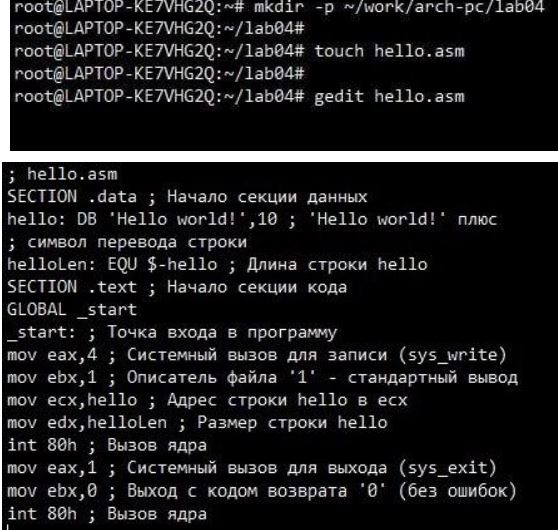 root@LAPTOP-KE7VHG2Q:~# mkdir -p ~/work/arch-pc/lab04
root@LAPTOP-KE7VHG2Q:~/lab04#
root@LAPTOP-KE7VHG2Q:~/lab04# touch hello.asm
root@LAPTOP-KE7VHG2Q:~/lab04#
root@LAPTOP-KE7VHG2Q:~/lab04# gedit hello.asm
; hello.asm
SECTION .data ; Начало секции данных
hello: DB 'Hello world!',10 ; 'Hello world!' плюс
; символ перевода строки
helloLen: EQU $-hello ; Длина строки hello
SECTION .text ; Начало секции кода
GLOBAL _start
_start: ; Точка входа в программу
mov eax,4 ; Системный вызов для записи (sys_write)
mov ebx,1 ; Описатель файла '1' - стандартный вывод
mov ecx,hello ; Адрес строки hello в ecx
mov edx,helloLen ; Размер строки hello
int 80h ; Вызов ядра
mov eax,1 ; Системный вызов для выхода (sys_exit)
mov ebx,0 ; Выход с кодом возврата '0' (без ошибок)
int 80h ; Вызов ядра